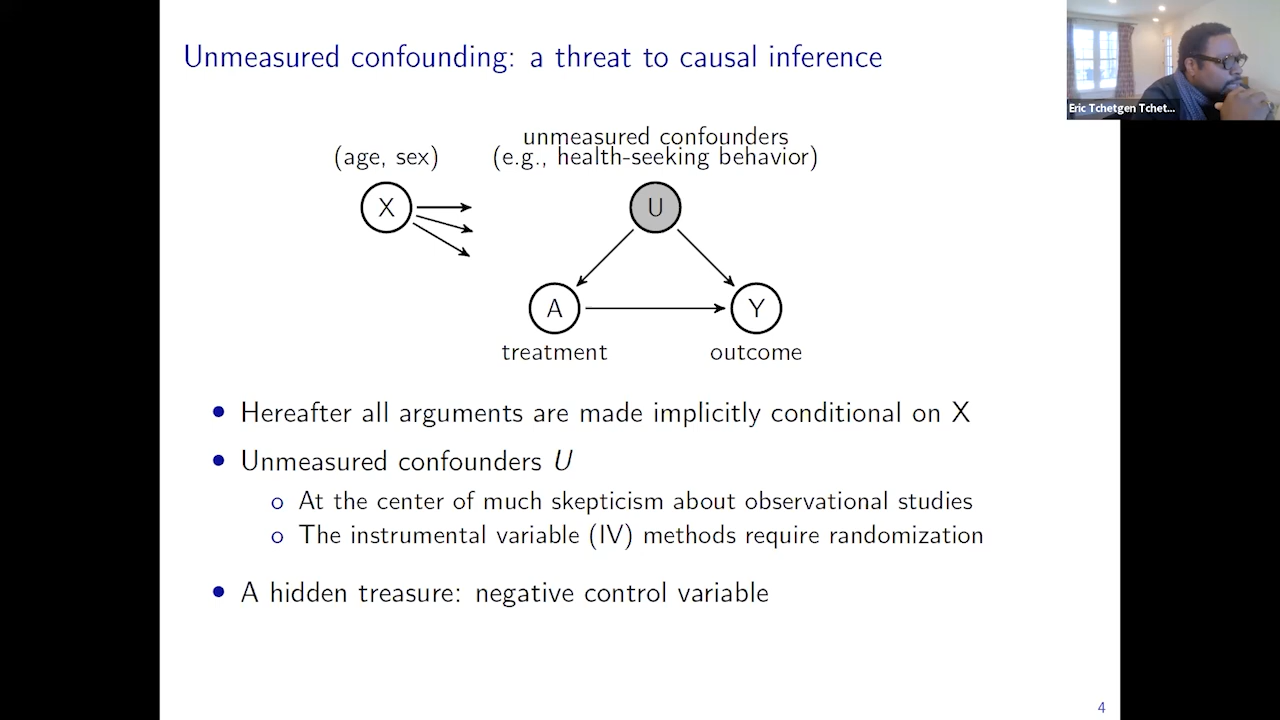 Unmeasured confounding: a threat to causal inference
Eric Tchetgen Tchet...
unmeasured confounders
(age, sex)
(e.g., health-seeking behavior)
X
U
A
Y
treatment
outcome
• Hereafter all arguments are made implicitly conditional on X
• Unmeasured confounders U
○ At the center of much skepticism about observational studies
○ The instrumental variable (IV) methods require randomization
• A hidden treasure: negative control variable
4